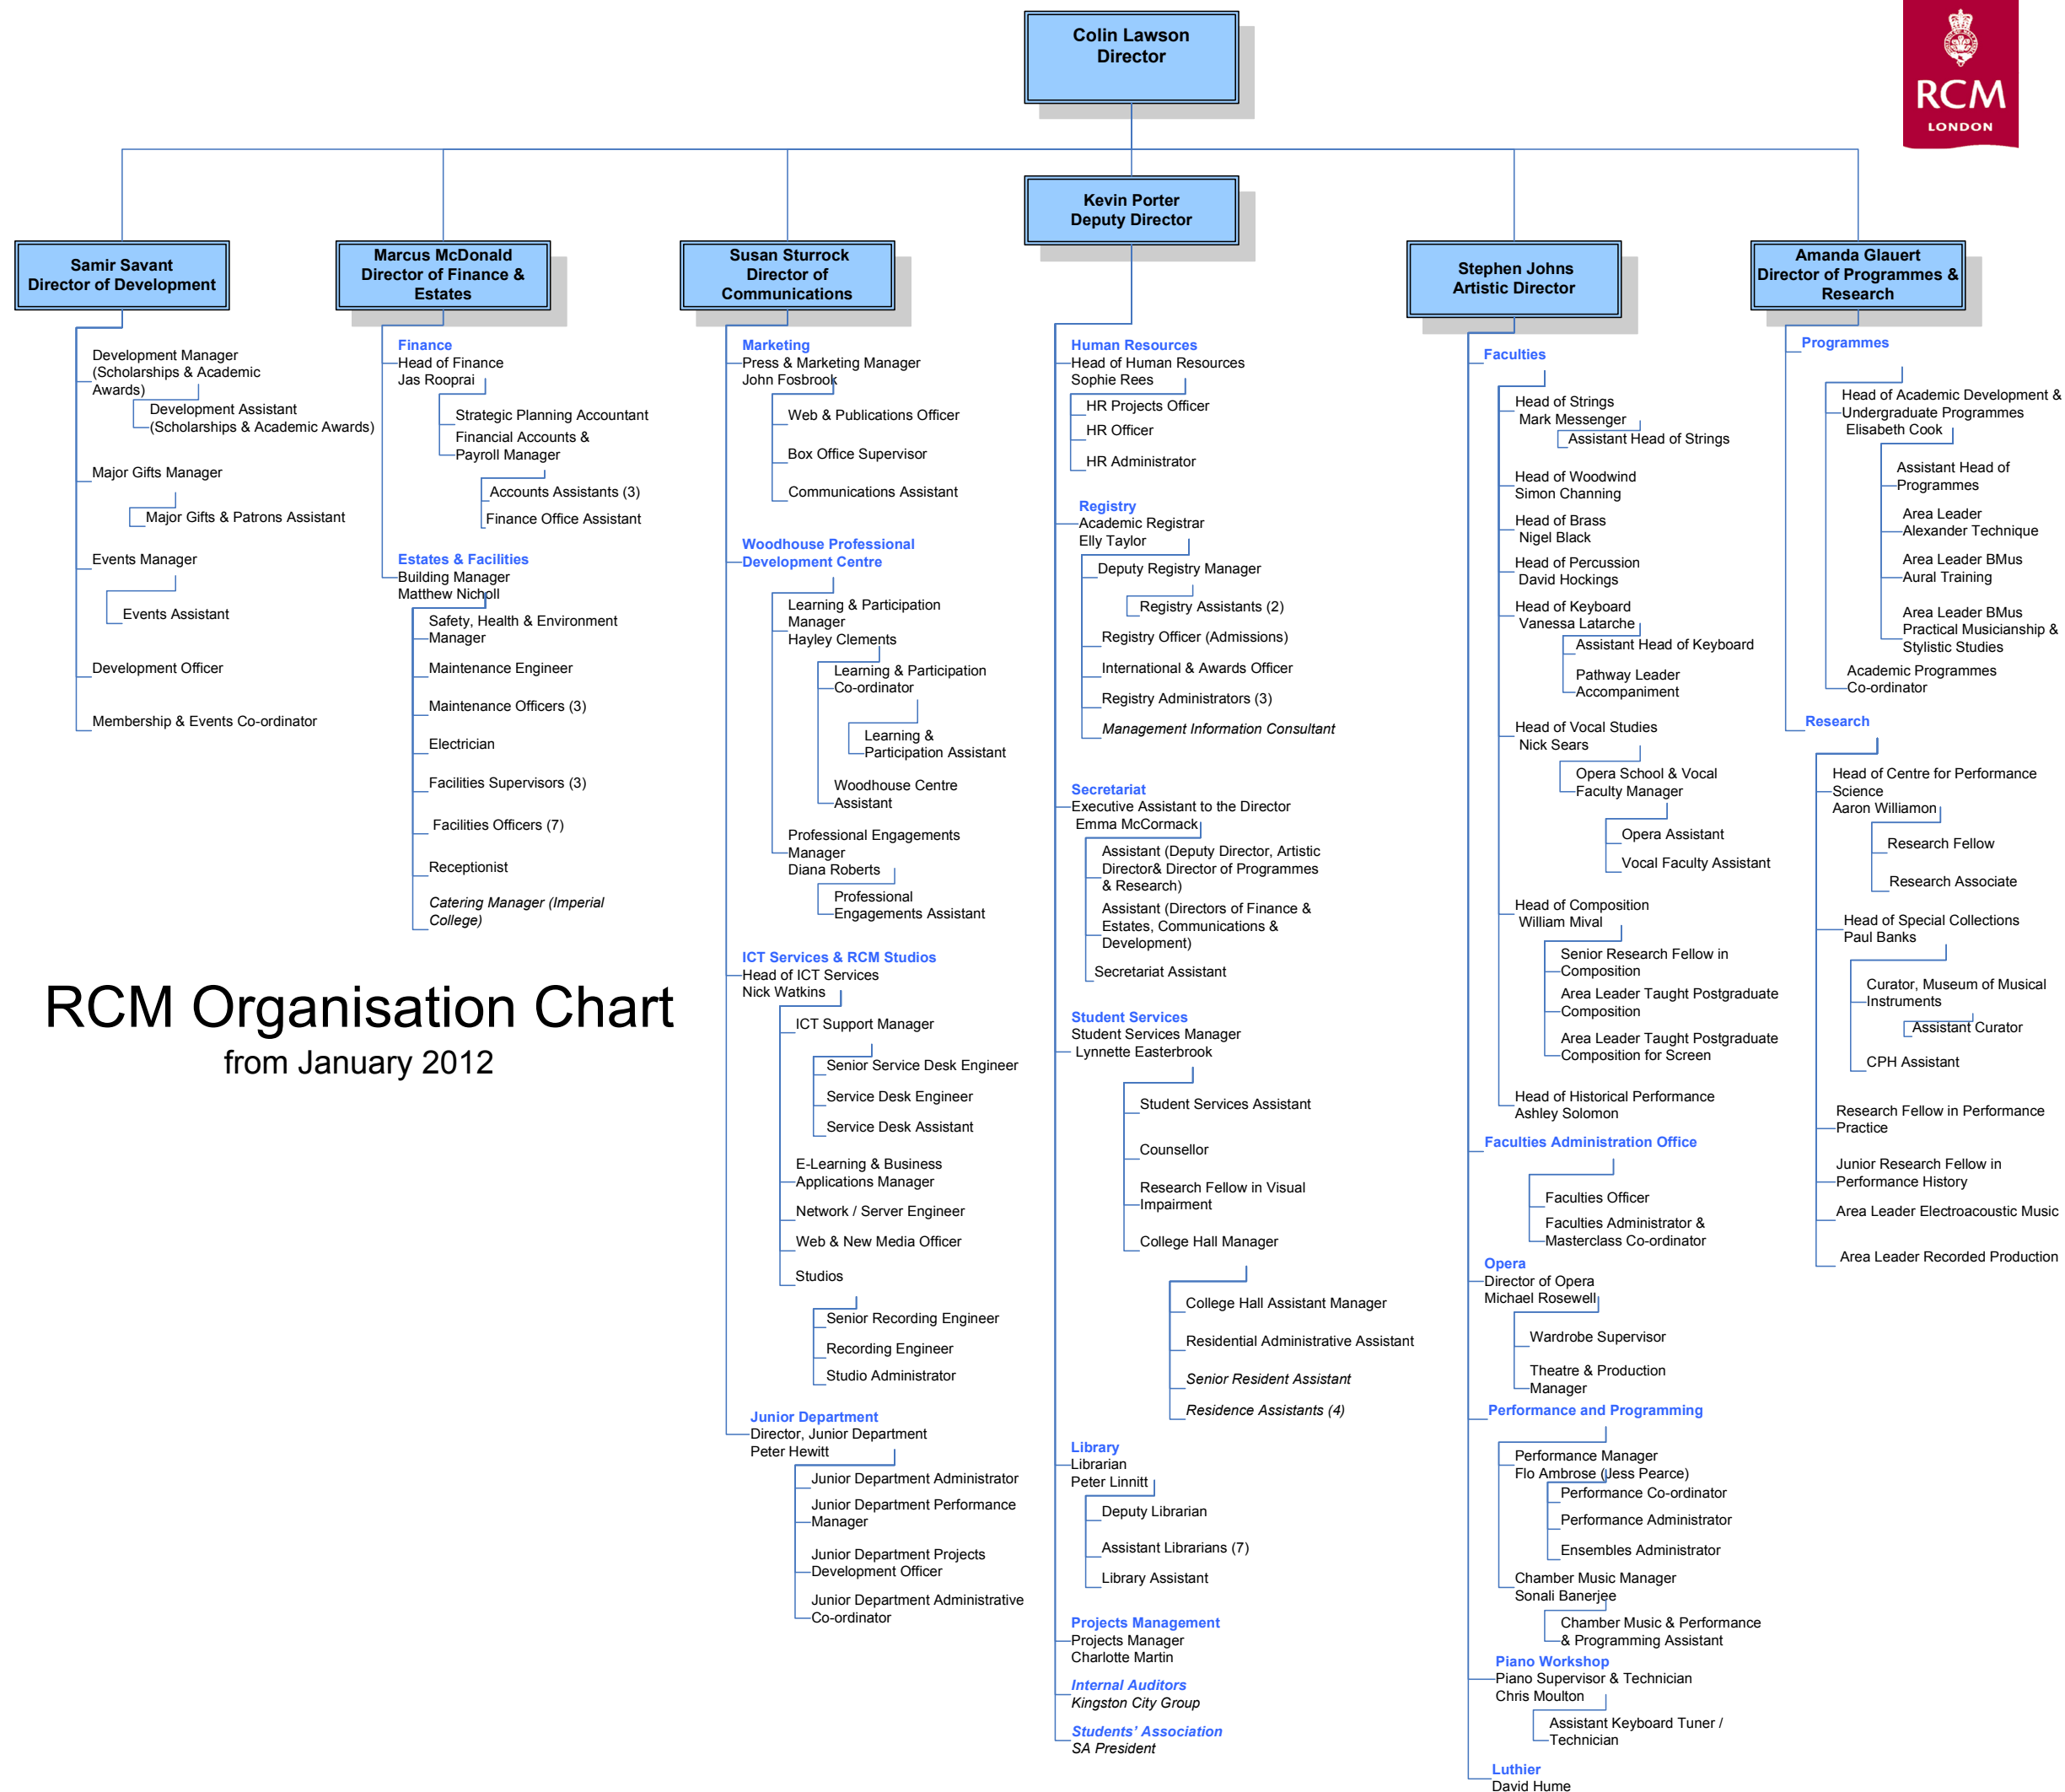 Colin Lawson
Director
RCM
LONDON
Kevin Porter
Deputy Director
Samir Savant
Director of Development
Marcus McDonald
Director of Finance &
Estates
Susan Sturrock
Director of
Communications
Stephen Johns
Artistic Director
Amanda Glauert
Director of Programmes &
Research
Development Manager
(Scholarships & Academic
Awards)
Development Assistant
(Scholarships & Academic Awards)
Major Gifts Manager
Major Gifts & Patrons Assistant
Events Manager
Events Assistant
Development Officer
Membership & Events Co-ordinator
Finance
Head of Finance
Jas Rooprai
Strategic Planning Accountant
Financial Accounts &
Payroll Manager
Accounts Assistants (3)
Finance Office Assistant
Estates & Facilities
Building Manager
Matthew Nicholl
Safety, Health & Environment
Manager
Maintenance Engineer
Maintenance Officers (3)
Electrician
Facilities Supervisors (3)
Facilities Officers (7)
Receptionist
Catering Manager (Imperial
College)
RCM Organisation Chart
from January 2012
Marketing
Press & Marketing Manager
John Fosbrook
Web & Publications Officer
Box Office Supervisor
Communications Assistant
Woodhouse Professional
Development Centre
Learning & Participation
Manager
Hayley Clements
Learning & Participation
Co-ordinator
Learning &
Participation Assistant
Woodhouse Centre
Assistant
Professional Engagements
Manager
Diana Roberts
Professional
Engagements Assistant
ICT Services & RCM Studios
Head of ICT Services
Nick Watkins
ICT Support Manager
Senior Service Desk Engineer
Service Desk Engineer
Service Desk Assistant
E-Learning & Business
Applications Manager
Network / Server Engineer
Web & New Media Officer
Studios
Senior Recording Engineer
Recording Engineer
Studio Administrator
Junior Department
Director, Junior Department
Peter Hewitt
Junior Department Administrator
Junior Department Performance
Manager
Junior Department Projects
Development Officer
Junior Department Administrative
Co-ordinator
Human Resources
Head of Human Resources
Sophie Rees
HR Projects Officer
HR Officer
HR Administrator
Registry
Academic Registrar
Elly Taylor
Deputy Registry Manager
Registry Assistants (2)
Registry Officer (Admissions)
International & Awards Officer
Registry Administrators (3)
Management Information Consultant
Secretariat
Executive Assistant to the Director
Emma McCormack
Assistant (Deputy Director, Artistic
Director& Director of Programmes
& Research)
Assistant (Directors of Finance &
Estates, Communications &
Development)
Secretariat Assistant
Student Services
Student Services Manager
Lynnette Easterbrook
Student Services Assistant
Counsellor
Research Fellow in Visual
Impairment
College Hall Manager
College Hall Assistant Manager
Residential Administrative Assistant
Senior Resident Assistant
Residence Assistants (4)
Library
Librarian
Peter Linnitt
Deputy Librarian
Assistant Librarians (7)
Library Assistant
Projects Management
Projects Manager
Charlotte Martin
Internal Auditors
Kingston City Group
Students' Association
SA President
Faculties
Head of Strings
Mark Messenger
Assistant Head of Strings
Head of Woodwind
Simon Channing
Head of Brass
Nigel Black
Head of Percussion
David Hockings
Head of Keyboard
Vanessa Latarche
Assistant Head of Keyboard
Pathway Leader
Accompaniment
Head of Vocal Studies
Nick Sears
Opera School & Vocal
Faculty Manager
Opera Assistant
Vocal Faculty Assistant
Head of Composition
William Mival
Senior Research Fellow in
Composition
Area Leader Taught Postgraduate
Composition
Area Leader Taught Postgraduate
Composition for Screen
Head of Historical Performance
Ashley Solomon
Faculties Administration Office
Faculties Officer
Faculties Administrator &
Masterclass Co-ordinator
Opera
Director of Opera
Michael Rosewell
Wardrobe Supervisor
Theatre & Production
Manager
Performance and Programming
Performance Manager
Flo Ambrose (Jess Pearce)
Performance Co-ordinator
Performance Administrator
Ensembles Administrator
Chamber Music Manager
Sonali Banerjee
Chamber Music & Performance
& Programming Assistant
Piano Workshop
Piano Supervisor & Technician
Chris Moulton
Assistant Keyboard Tuner /
Technician
Luthier
David Hume
Programmes
Head of Academic Development &
Undergraduate Programmes
Elisabeth Cook
Assistant Head of
Programmes
Area Leader
Alexander Technique
Area Leader BMus
Aural Training
Area Leader BMus
Practical Musicianship &
Stylistic Studies
Academic Programmes
Co-ordinator
Research
Head of Centre for Performance
Science
Aaron Williamon
Research Fellow
Research Associate
Head of Special Collections
Paul Banks
Curator, Museum of Musical
Instruments
Assistant Curator
CPH Assistant
Research Fellow in Performance
Practice
Junior Research Fellow in
Performance History
Area Leader Electroacoustic Music
Area Leader Recorded Production